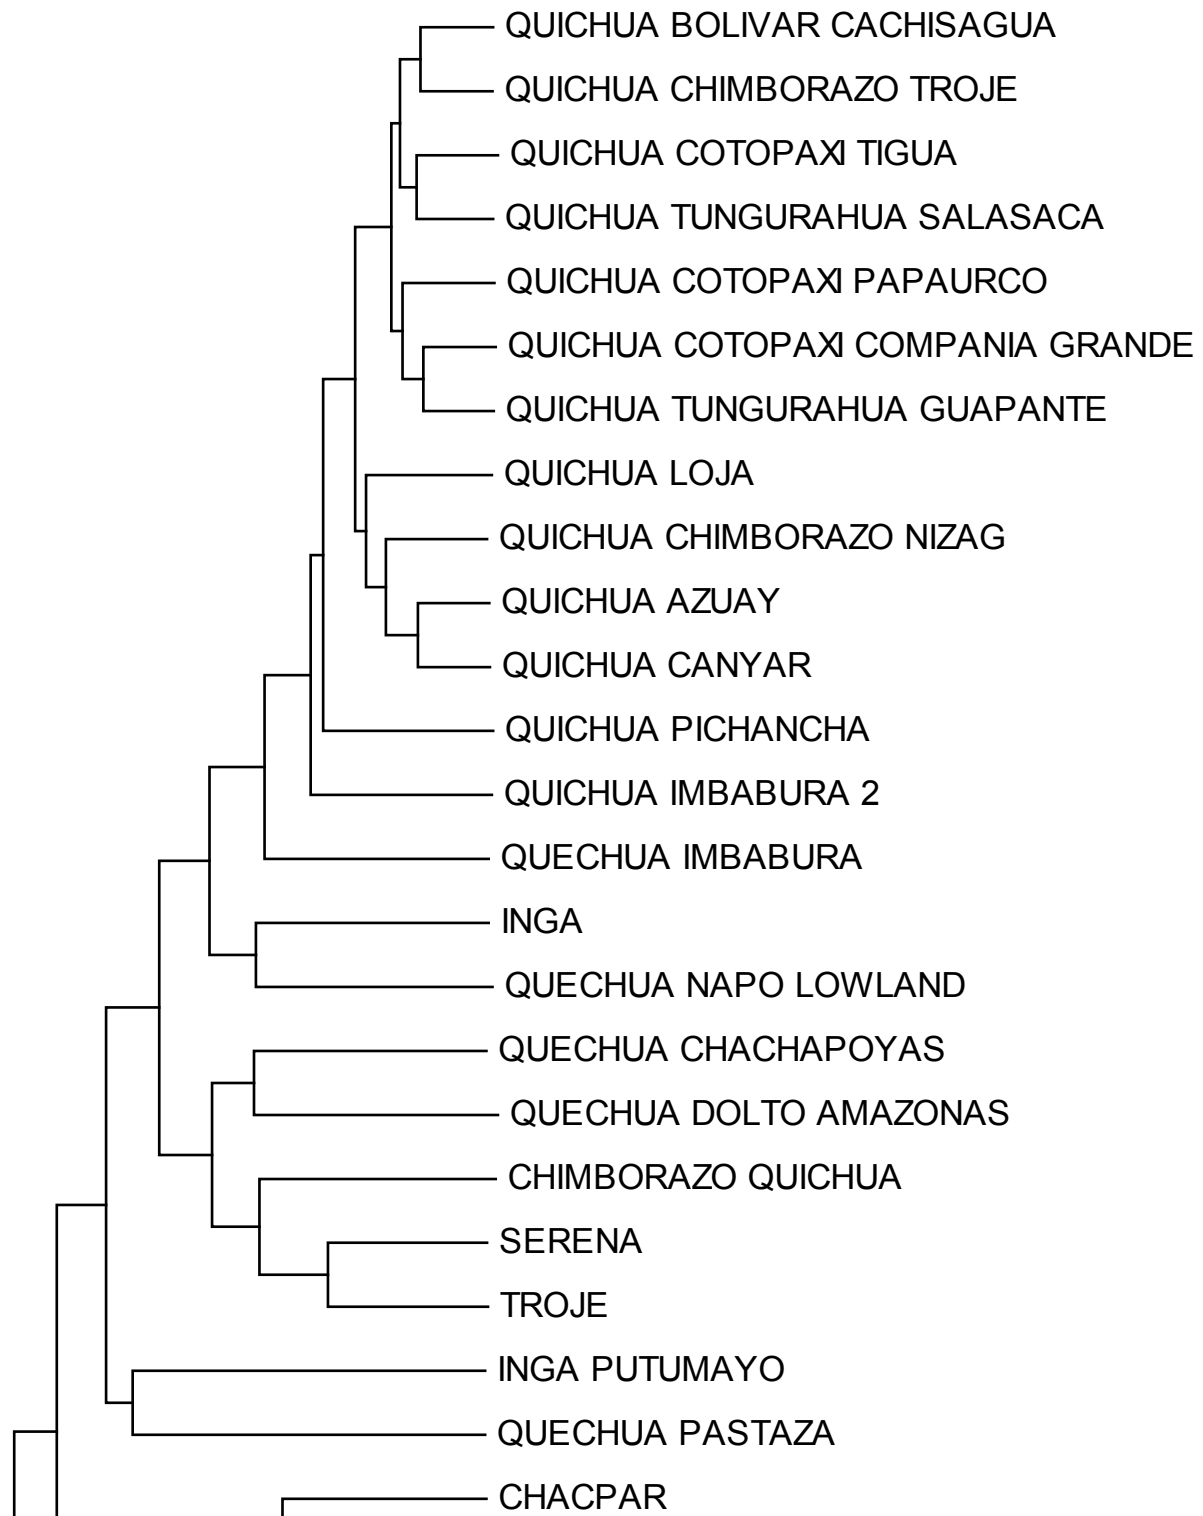 QUICHUA BOLIVAR CACHISAGUA
QUICHUA CHIMBORAZO TROJE
QUICHUA COTOPAXI TIGUA
QUICHUA TUNGURAHUA SALASACA
QUICHUA COTOPAXI PAPAURCO
QUICHUA COTOPAXI COMPANIA GRANDE
QUICHUA TUNGURAHUA GUAPANTE
QUICHUA LOJA
QUICHUA CHIMBORAZO NIZAG
QUICHUA AZUAY
QUICHUA CANYAR
QUICHUA PICHANCHA
QUICHUA IMBABURA 2
QUECHUA IMBABURA
INGA
QUECHUA NAPO LOWLAND
QUECHUA CHACHAPOYAS
QUECHUA DOLTO AMAZONAS
CHIMBORAZO QUICHUA
SERENA
TROJE
INGA PUTUMAYO
QUECHUA PASTAZA
CHACPAR